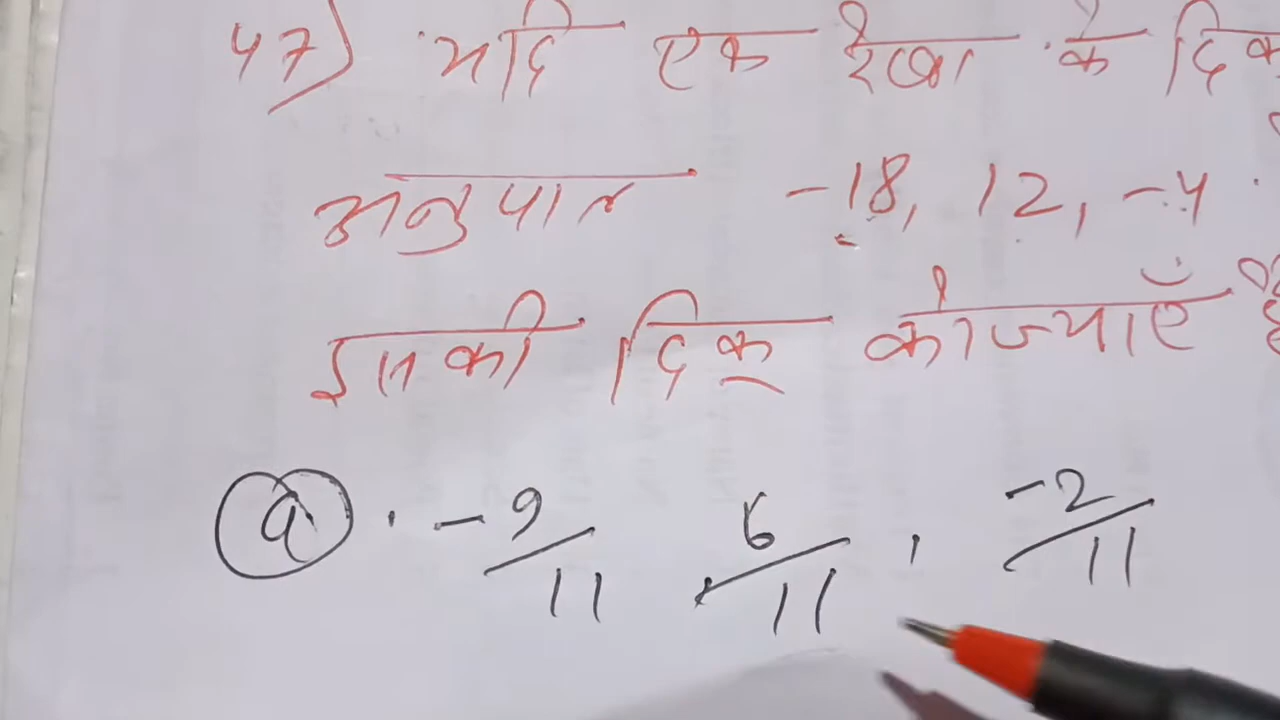 47) यदि एक रेखा के दिक
अनुपात -18, 12, -4
इसकी दिक् कोज्याएँ
(a) -9/11 6/11, -2/11